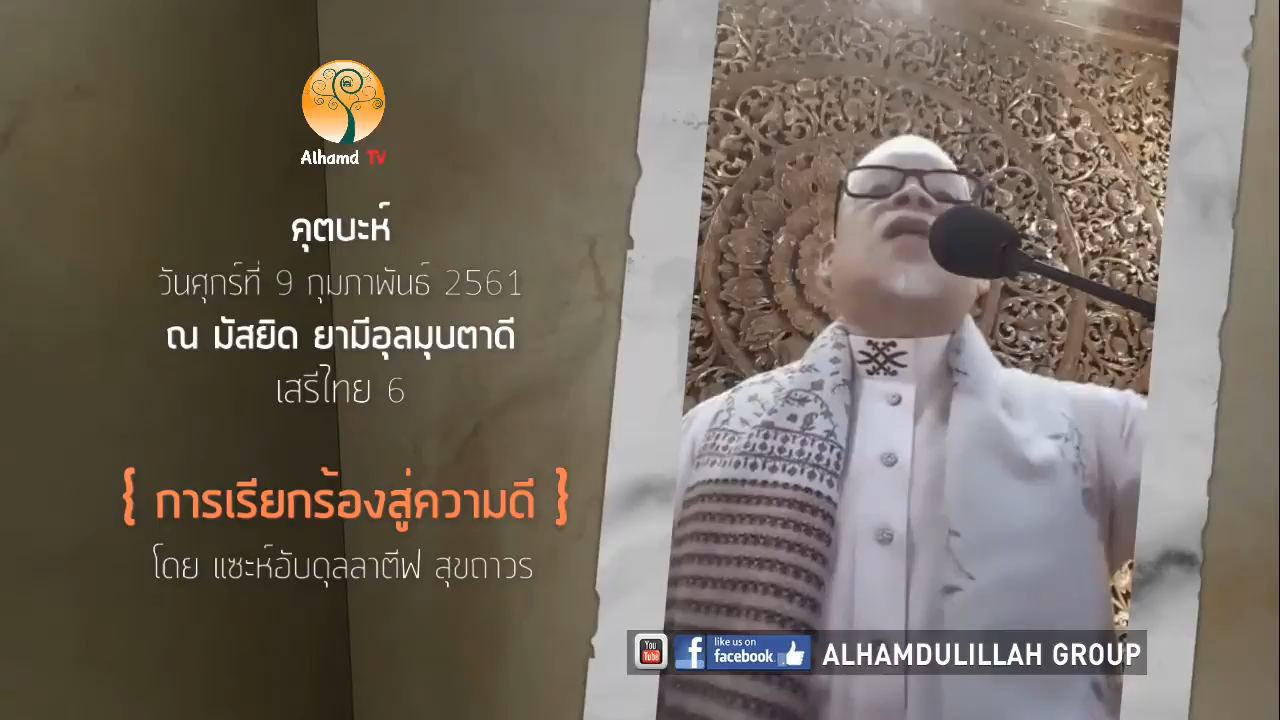 Alhamd TV
คุตบะห์
วันศุกร์ที่ 9 กุมภาพันธ์ 2561
ณ มัสยิด ยามีอุลมุบตาดี
เสรีไทย 6
{ การเรียกร้องสู่ความดี }
โดย แซะห์อับดุลลาตีฟ สุขถาวร
You Tube
like us on
facebook
ALHAMDULILLAH GROUP